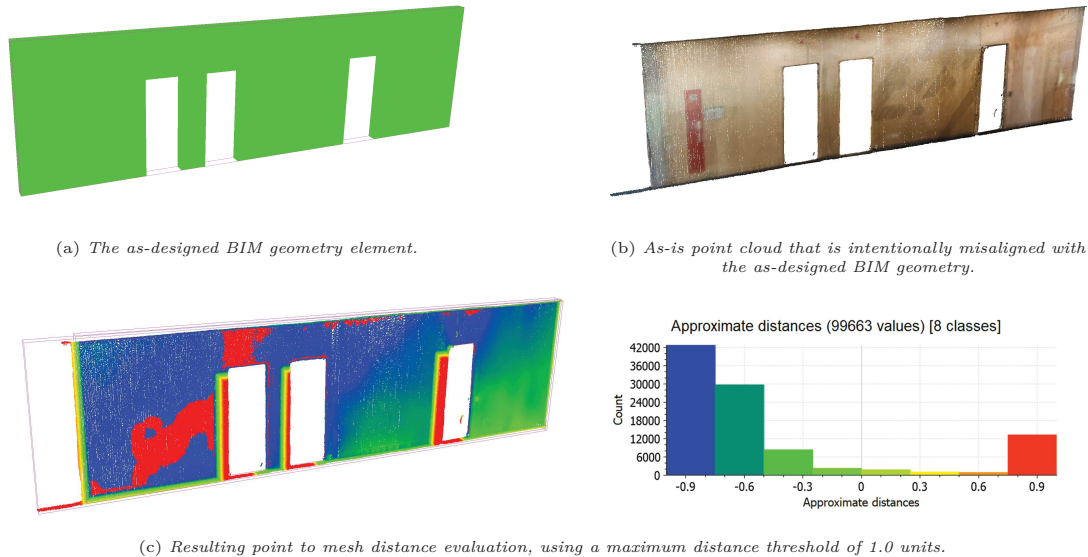 (a) The as-designed BIM geometry element.
(b) As-is point cloud that is intentionally misaligned with
the as-designed BIM geometry.
Approximate distances (99663 values) [8 classes]
42000
36000
30000
24000
18000
12000
6000
0
Count
-0.9 -0.6 -0.3 0 0.3 0.6 0.9
Approximate distances
(c) Resulting point to mesh distance evaluation, using a maximum distance threshold of 1.0 units.